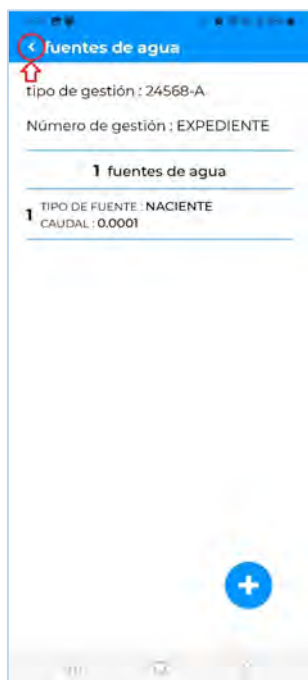 fuentes de agua
tipo de gestión : 24568-A
Número de gestión : EXPEDIENTE
1 fuentes de agua
1 TIPO DE FUENTE : NACIENTE
CAUDAL : 0.0001